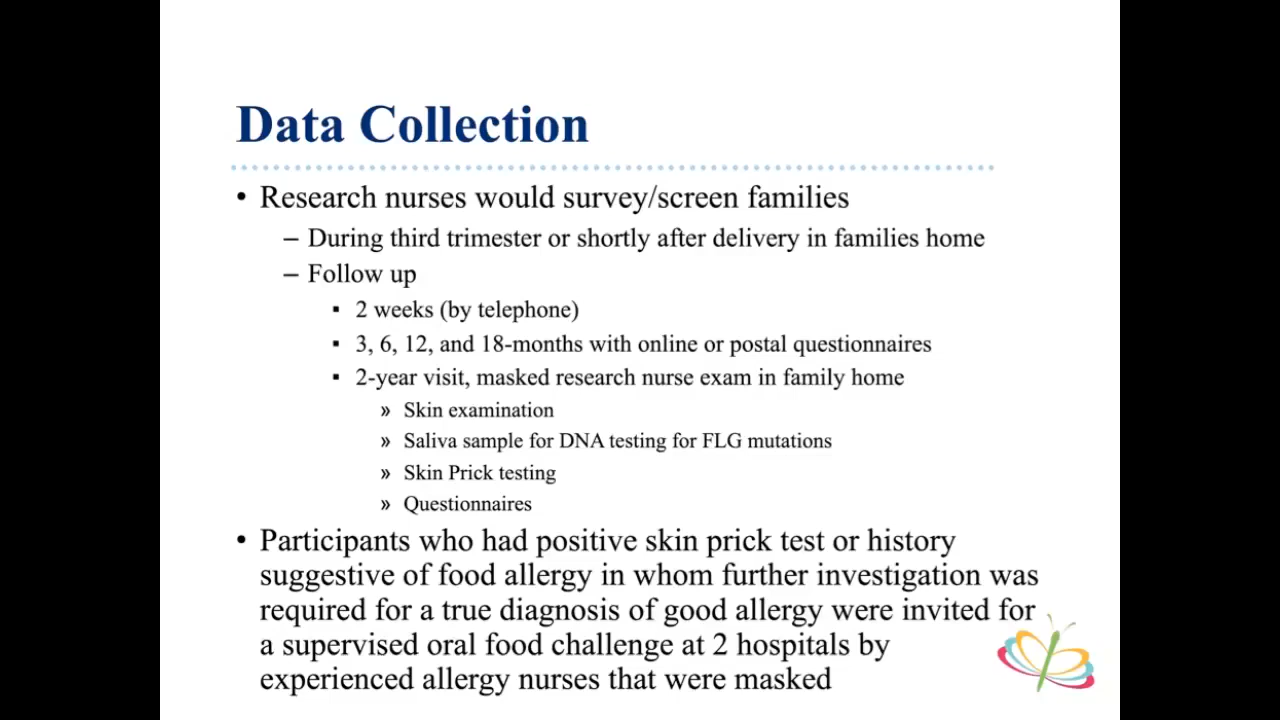 Data Collection
• Research nurses would survey/screen families
– During third trimester or shortly after delivery in families home
– Follow up
▪ 2 weeks (by telephone)
▪ 3, 6, 12, and 18-months with online or postal questionnaires
▪ 2-year visit, masked research nurse exam in family home
» Skin examination
» Saliva sample for DNA testing for FLG mutations
» Skin Prick testing
» Questionnaires
• Participants who had positive skin prick test or history
suggestive of food allergy in whom further investigation was
required for a true diagnosis of good allergy were invited for
a supervised oral food challenge at 2 hospitals by
experienced allergy nurses that were masked